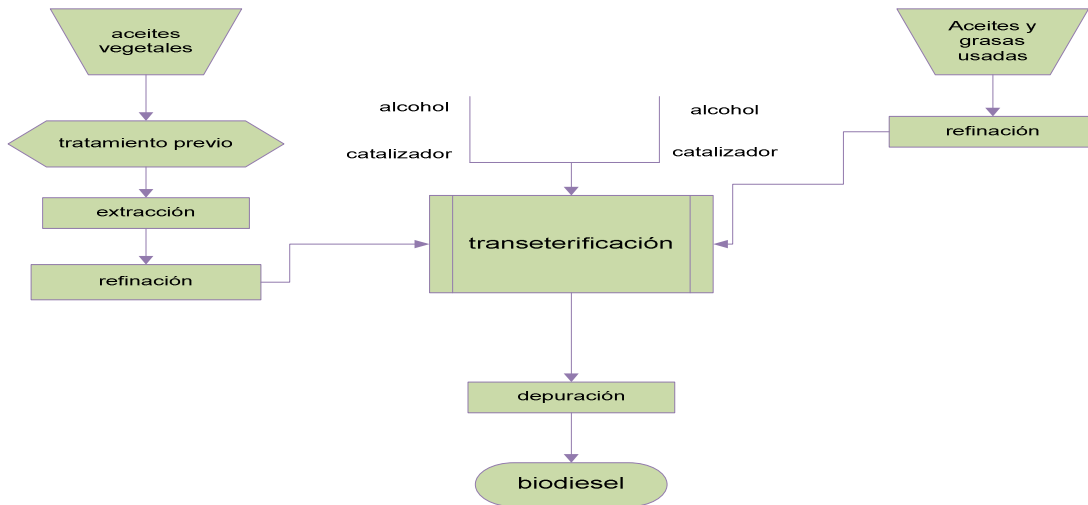 aceites
vegetales
tratamiento previo
extracción
refinación
alcohol
catalizador
alcohol
catalizador
transeterificación
depuración
biodiesel
Aceites y
grasas
usadas
refinación